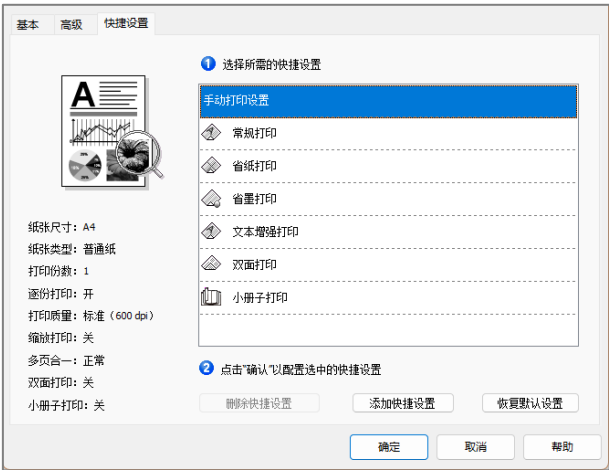 基本 高级 快捷设置
1 选择所需的快捷设置
A
手动打印设置
常规打印
省纸打印
省墨打印
文本增强打印
双面打印
小册子打印
纸张尺寸：A4
纸张类型：普通纸
打印份数：1
逐份打印：开
打印质量：标准（600 dpi）
缩放打印：关
多页合一：正常
双面打印：关
小册子打印：关
2 点击“确认”以配置选中的快捷设置
删除快捷设置 添加快捷设置 恢复默认设置
确定 取消 帮助